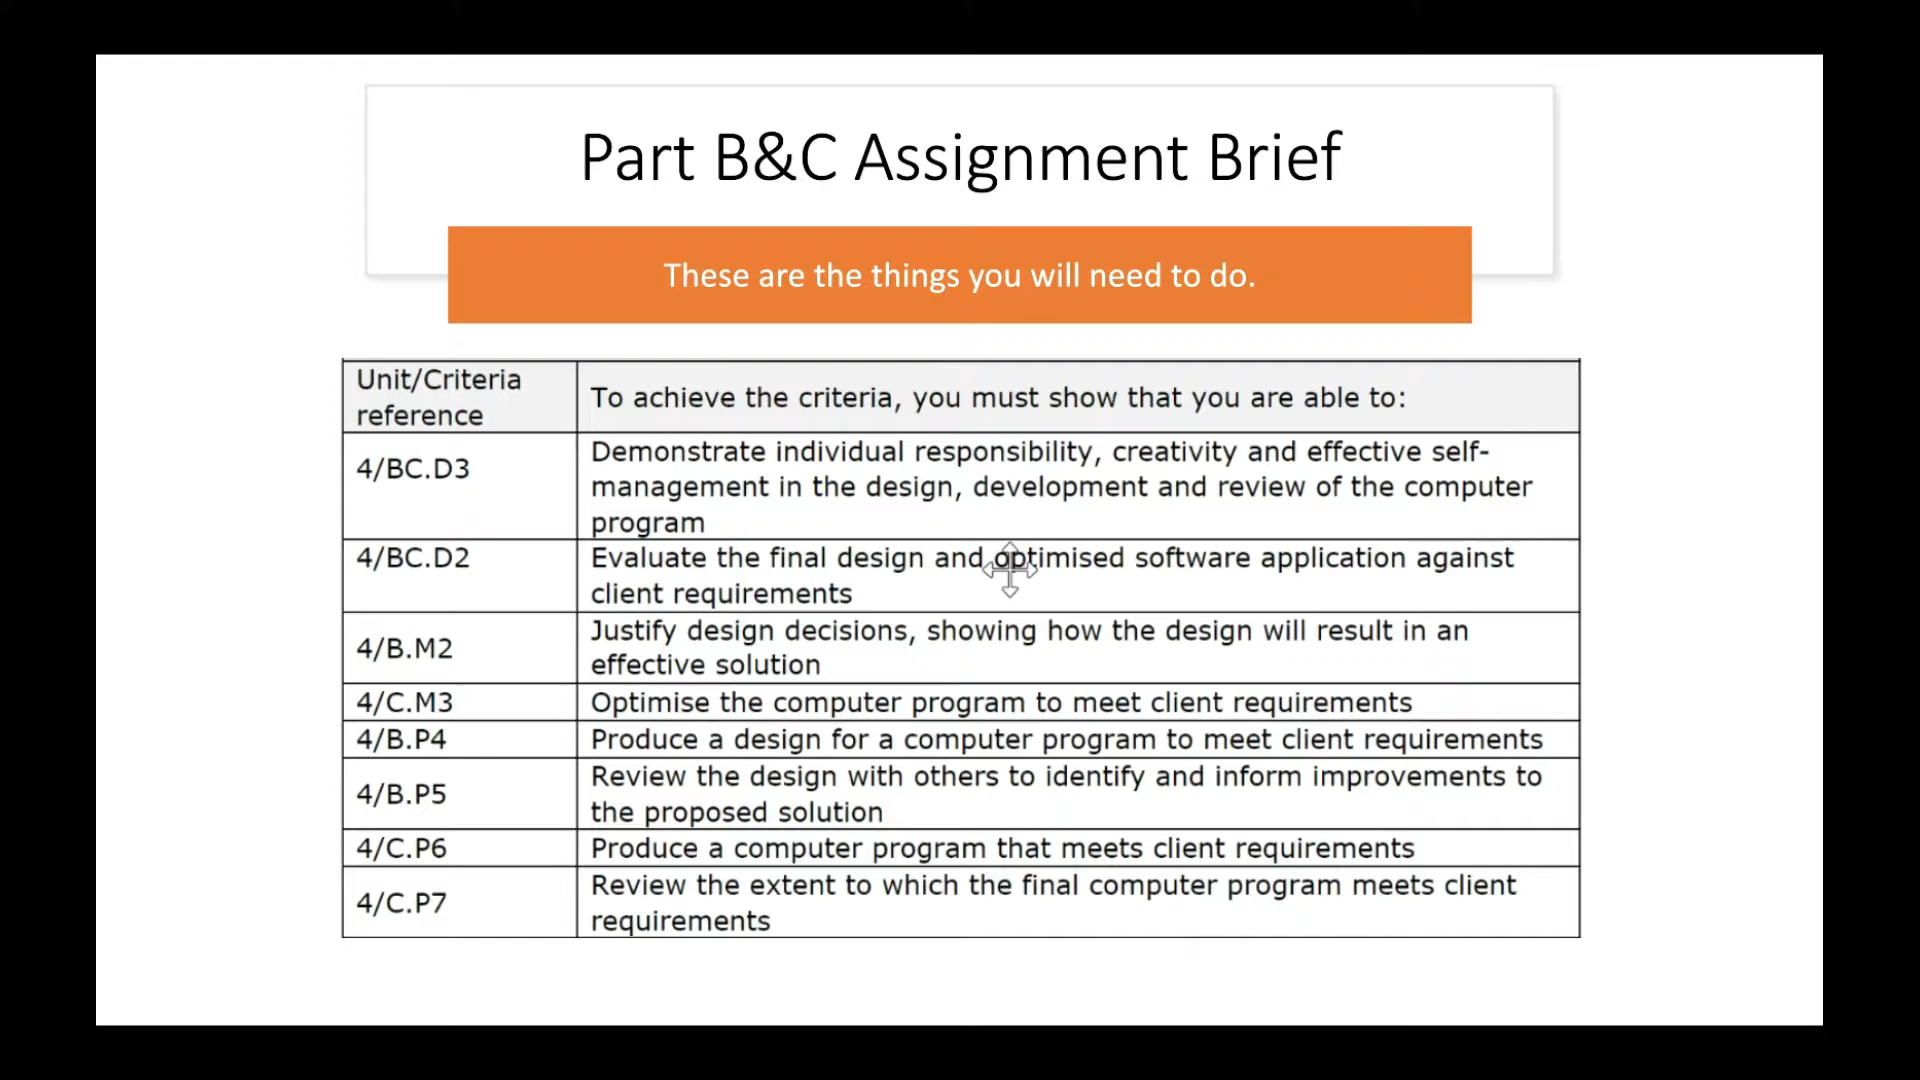 Part B&C Assignment Brief
These are the things you will need to do.
Unit/Criteria
reference
To achieve the criteria, you must show that you are able to:
4/BC.D3
Demonstrate individual responsibility, creativity and effective self-
management in the design, development and review of the computer
program
4/BC.D2
Evaluate the final design and optimised software application against
client requirements
4/B.M2
Justify design decisions, showing how the design will result in an
effective solution
4/C.M3
Optimise the computer program to meet client requirements
4/B.P4
Produce a design for a computer program to meet client requirements
4/B.P5
Review the design with others to identify and inform improvements to
the proposed solution
4/C.P6
Produce a computer program that meets client requirements
4/C.P7
Review the extent to which the final computer program meets client
requirements